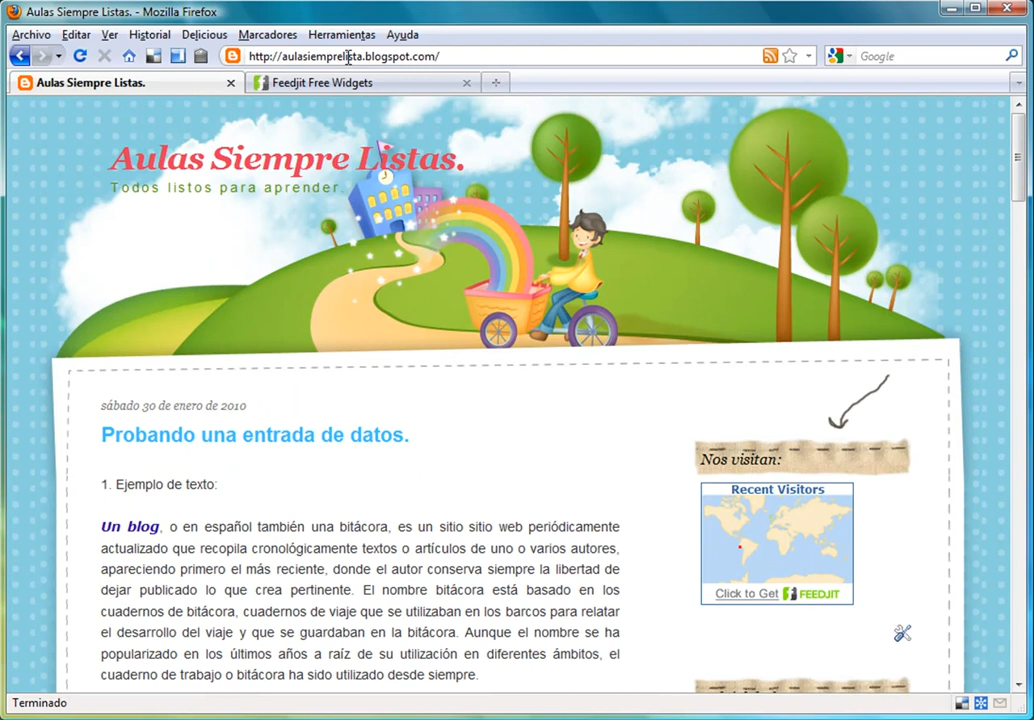 Aulas Siempre Listas. - Mozilla Firefox
Archivo Editar Ver Historial Delicious Marcadores Herramientas Ayuda
http://aulasiemprelista.blogspot.com/ Google
Aulas Siempre Listas. Feedjit Free Widgets
Aulas Siempre Listas.
Todos listos para aprender.
sábado 30 de enero de 2010
Probando una entrada de datos.
1. Ejemplo de texto:
Un blog, o en español también una bitácora, es un sitio sitio web periódicamente
actualizado que recopila cronológicamente textos o artículos de uno o varios autores,
apareciendo primero el más reciente, donde el autor conserva siempre la libertad de
dejar publicado lo que crea pertinente. El nombre bitácora está basado en los
cuadernos de bitácora, cuadernos de viaje que se utilizaban en los barcos para relatar
el desarrollo del viaje y que se guardaban en la bitácora. Aunque el nombre se ha
popularizado en los últimos años a raíz de su utilización en diferentes ámbitos, el
cuaderno de trabajo o bitácora ha sido utilizado desde siempre.
Nos visitan:
Recent Visitors
Click to Get FEEDJIT
Terminado